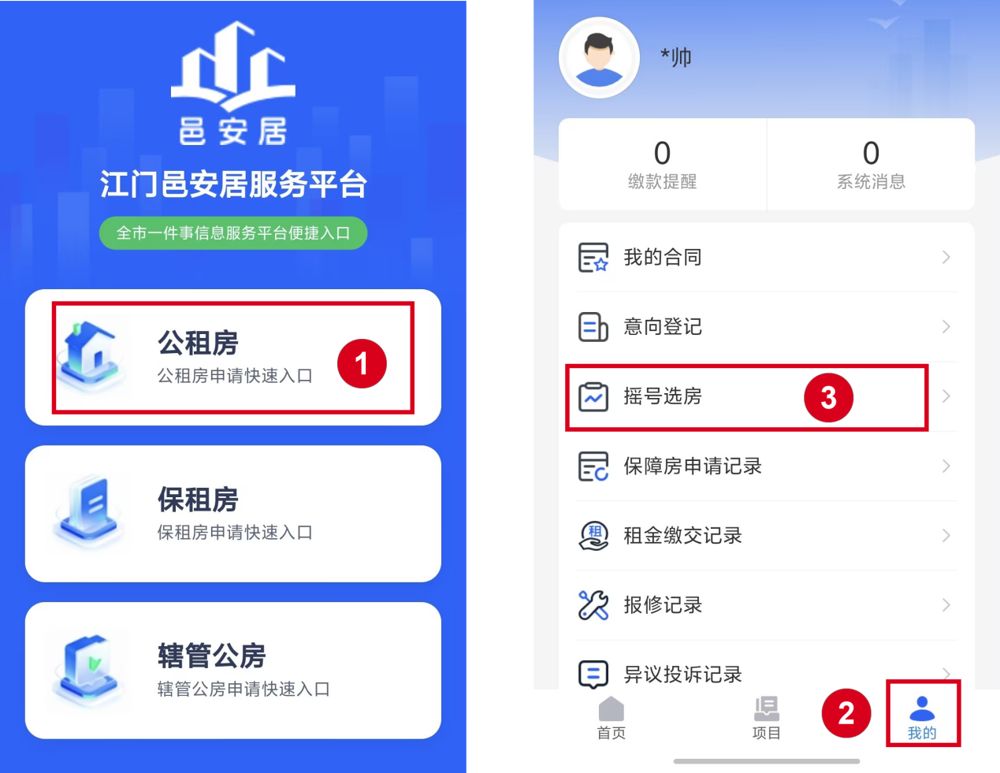 邑安居
江门邑安居服务平台
全市一件事信息服务平台便捷入口
公租房
公租房申请快速入口
1
保租房
保租房申请快速入口
辖管公房
辖管公房申请快速入口
*帅
0
缴款提醒
0
系统消息
我的合同
意向登记
摇号选房
3
保障房申请记录
租
租金缴交记录
报修记录
异议投诉记录
首页
项目
2
我的